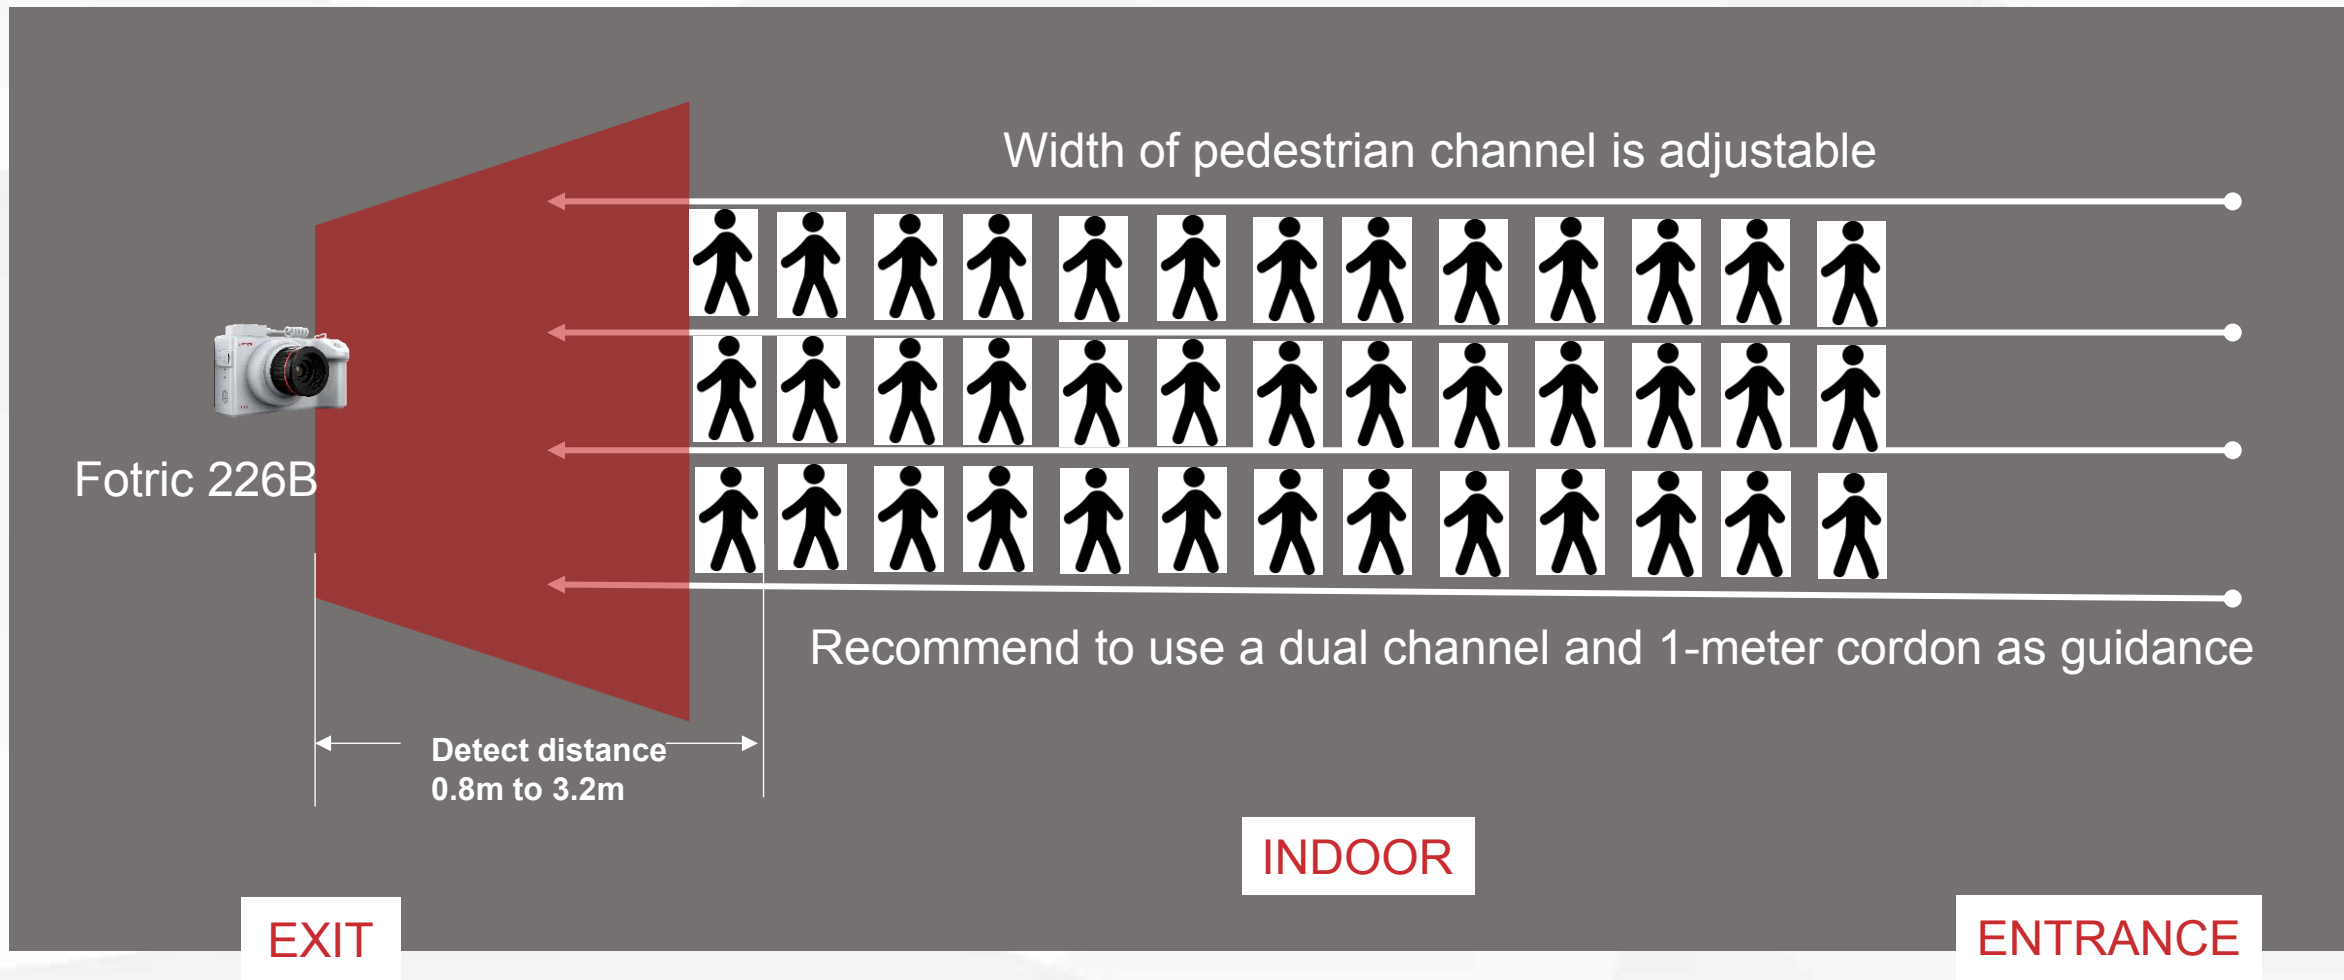 Width of pedestrian channel is adjustable
Fotric 226B
Recommend to use a dual channel and 1-meter cordon as guidance
Detect distance
0.8m to 3.2m
INDOOR
EXIT
ENTRANCE